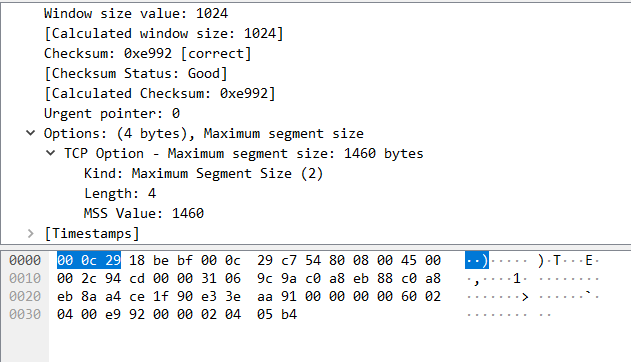 Window size value: 1024
[Calculated window size: 1024]
Checksum: 0xe992 [correct]
[Checksum Status: Good]
[Calculated Checksum: 0xe992]
Urgent pointer: 0
Options: (4 bytes), Maximum segment size
TCP Option - Maximum segment size: 1460 bytes
Kind: Maximum Segment Size (2)
Length: 4
MSS Value: 1460
[Timestamps]
0000 00 0c 29 18 be bf 00 0c 29 c7 54 80 08 00 45 00 ··)····· )·T···E·
0010 00 2c 94 cd 00 00 31 06 9c 9a c0 a8 eb 88 c0 a8 ·,····1· ········
0020 eb 8a a4 ce 1f 90 e3 3e aa 91 00 00 00 00 60 02 ·······> ······`·
0030 04 00 e9 92 00 00 02 04 05 b4 ········ ··